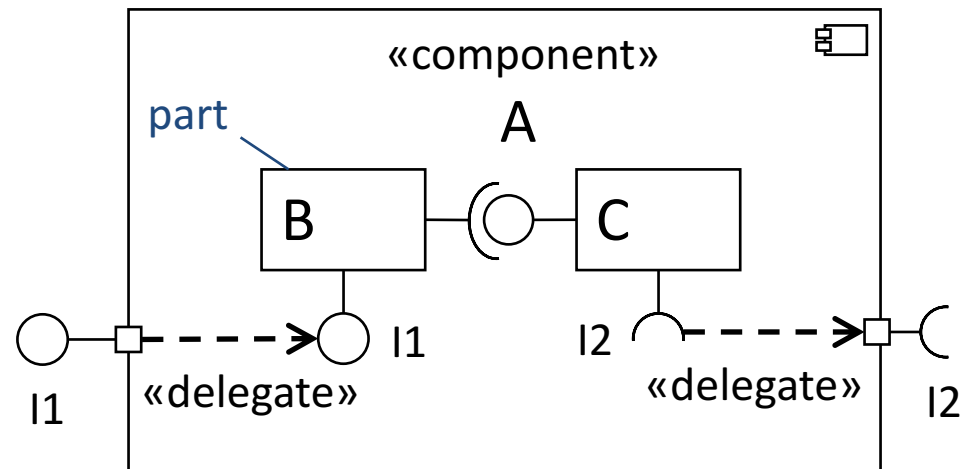 «component»
A
part
B
C
I1
I2
«delegate»
«delegate»
I1
I2